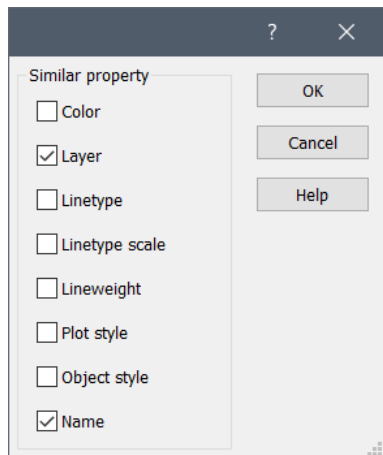 ?
Similar property
OK
Color
Cancel
Layer
Linetype
Help
Linetype scale
Lineweight
Plot style
Object style
Name